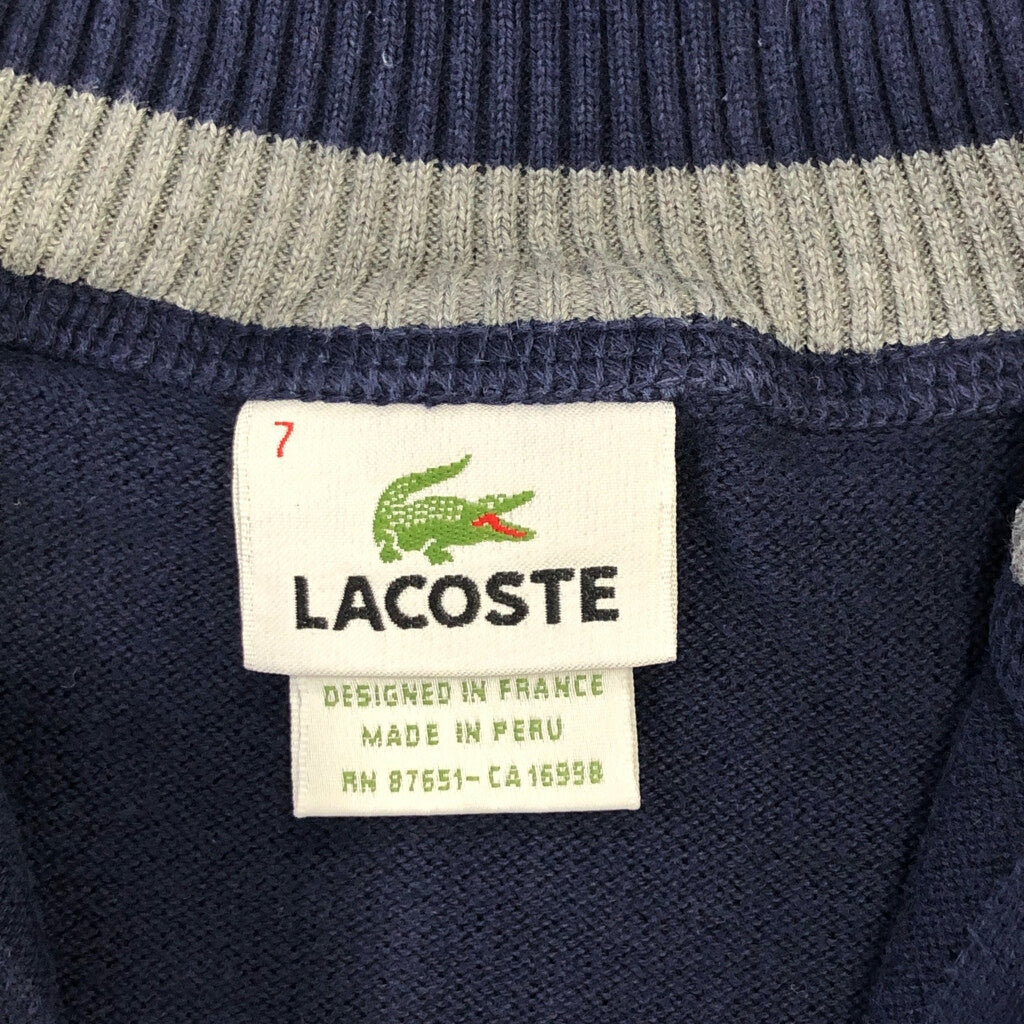 7
LACOSTE
DESIGNED IN FRANCE
MADE IN PERU
RN 87651-CA 16998